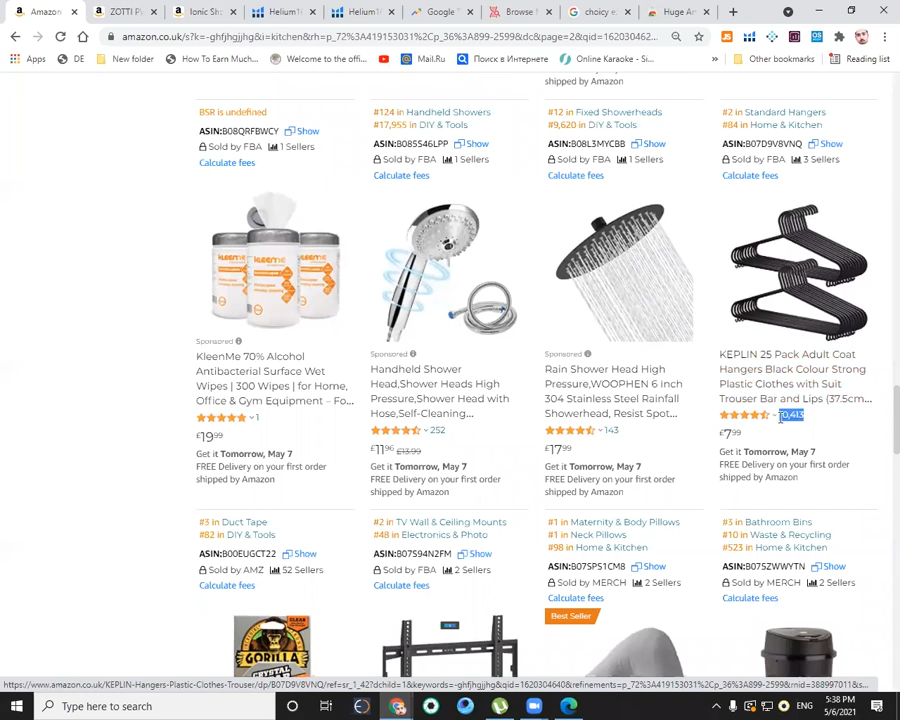 Amazon
ZOTTI P
Ionic Sho
Helium1
Helium1
Google T
Browse N
choicy e
Huge An
amazon.co.uk/s?k=-ghfjhgjjhg&i=kitchen&rh=p_72%3A419153031%2Cp_36%3A899-2599&dc&page=2&qid=162030462...
Apps
DE
New folder
How To Earn Much...
Welcome to the offi...
Mail.Ru
Поиск в Интернете
Online Karaoke - Si...
»
Other bookmarks
Reading list
shipped by Amazon
BSR is undefined
ASIN:B08QRFBWCY Show
Sold by FBA 1 Sellers
Calculate fees
#124 in Handheld Showers
#17,955 in DIY & Tools
ASIN:B085S46LPP Show
Sold by FBA 1 Sellers
Calculate fees
#12 in Fixed Showerheads
#9,620 in DIY & Tools
ASIN:B08L3MYCBB Show
Sold by FBA 1 Sellers
Calculate fees
#2 in Standard Hangers
#84 in Home & Kitchen
ASIN:B07D9V8VNQ Show
Sold by FBA 3 Sellers
Calculate fees
Sponsored
KleenMe 70% Alcohol
Antibacterial Surface Wet
Wipes | 300 Wipes | for Home,
Office & Gym Equipment – Fo...
1
£19.99
Get it Tomorrow, May 7
FREE Delivery on your first order
shipped by Amazon
Sponsored
Handheld Shower
Head,Shower Heads High
Pressure,Shower Head with
Hose,Self-Cleaning...
252
£11.96 £13.99
Get it Tomorrow, May 7
FREE Delivery on your first order
shipped by Amazon
Sponsored
Rain Shower Head High
Pressure,WOOPHEN 6 Inch
304 Stainless Steel Rainfall
Showerhead, Resist Spot...
143
£17.99
Get it Tomorrow, May 7
FREE Delivery on your first order
shipped by Amazon
KEPLIN 25 Pack Adult Coat
Hangers Black Colour Strong
Plastic Clothes with Suit
Trouser Bar and Lips (37.5cm...
10,413
£7.99
Get it Tomorrow, May 7
FREE Delivery on your first order
shipped by Amazon
#3 in Duct Tape
#82 in DIY & Tools
ASIN:B00EUGCT22 Show
Sold by AMZ 52 Sellers
Calculate fees
#2 in TV Wall & Ceiling Mounts
#48 in Electronics & Photo
ASIN:B07S94N2FM Show
Sold by FBA 2 Sellers
Calculate fees
#1 in Maternity & Body Pillows
#1 in Neck Pillows
#98 in Home & Kitchen
ASIN:B07SPS1CM8 Show
Sold by MERCH 2 Sellers
Calculate fees
#3 in Bathroom Bins
#10 in Waste & Recycling
#523 in Home & Kitchen
ASIN:B075ZWWYTN Show
Sold by MERCH 2 Sellers
Calculate fees
Best Seller
GORILLA
CRYSTAL
https://www.amazon.co.uk/KEPLIN-Hangers-Plastic-Clothes-Trouser/dp/B07D9V8VNQ/ref=sr_1_42?dchild=1&keywords=-ghfjhgjjhg&qid=1620304640&refinements=p_72%3A419153031%2Cp_36%3A899-2599&rnid=388997011&s...
Type here to search
5:38 PM
5/6/2021